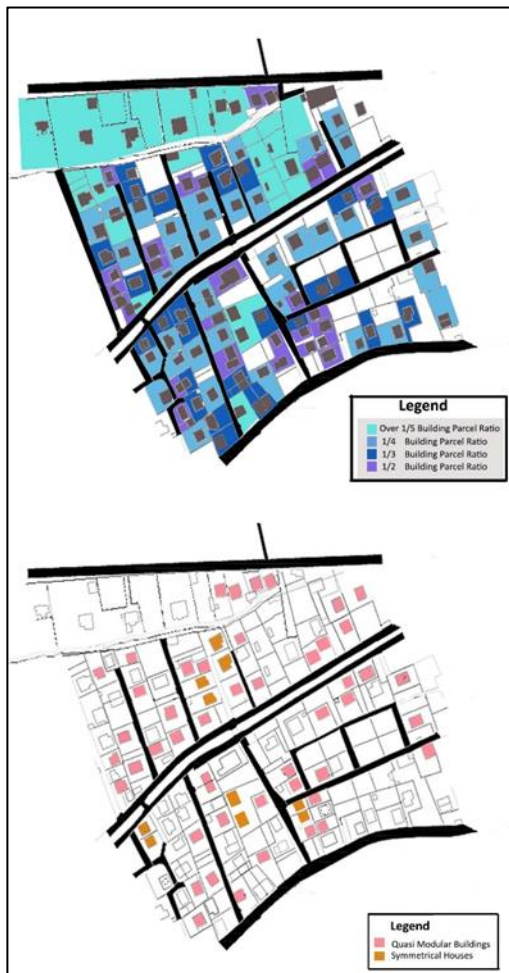 Legend
Over 1/5 Building Parcel Ratio
1/4 Building Parcel Ratio
1/3 Building Parcel Ratio
1/2 Building Parcel Ratio
Legend
Quasi Modular Buildings
Symmetrical Houses